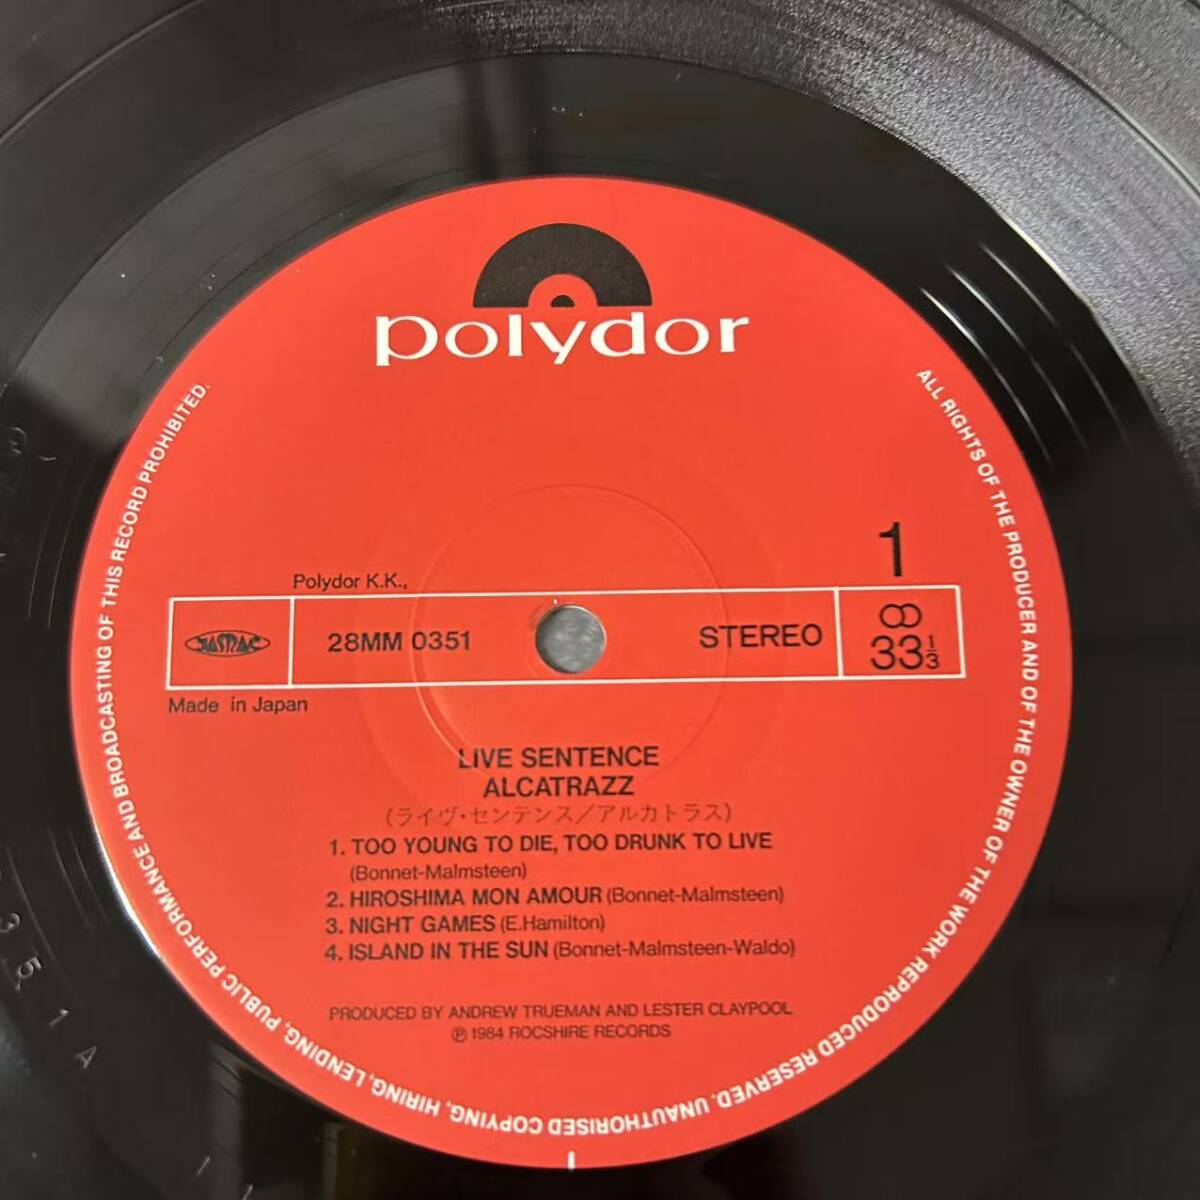 polydor
ALL RIGHTS OF THE PRODUCER AND OF THE OWNER OF THE WORK REPRODUCED RESERVED. UNAUTHORISED COPYING, HIRING, LENDING, PUBLIC PERFORMANCE AND BROADCASTING OF THIS RECORD PROHIBITED.
1
Polydor K.K.,
JASRAC 28MM 0351 STEREO 33 1/3
Made in Japan
LIVE SENTENCE
ALCATRAZZ
(ライヴ・センテンス/アルカトラス)
1. TOO YOUNG TO DIE, TOO DRUNK TO LIVE
(Bonnet-Malmsteen)
2. HIROSHIMA MON AMOUR (Bonnet-Malmsteen)
3. NIGHT GAMES (E.Hamilton)
4. ISLAND IN THE SUN (Bonnet-Malmsteen-Waldo)
PRODUCED BY ANDREW TRUEMAN AND LESTER CLAYPOOL
℗ 1984 ROCSHIRE RECORDS
351 A